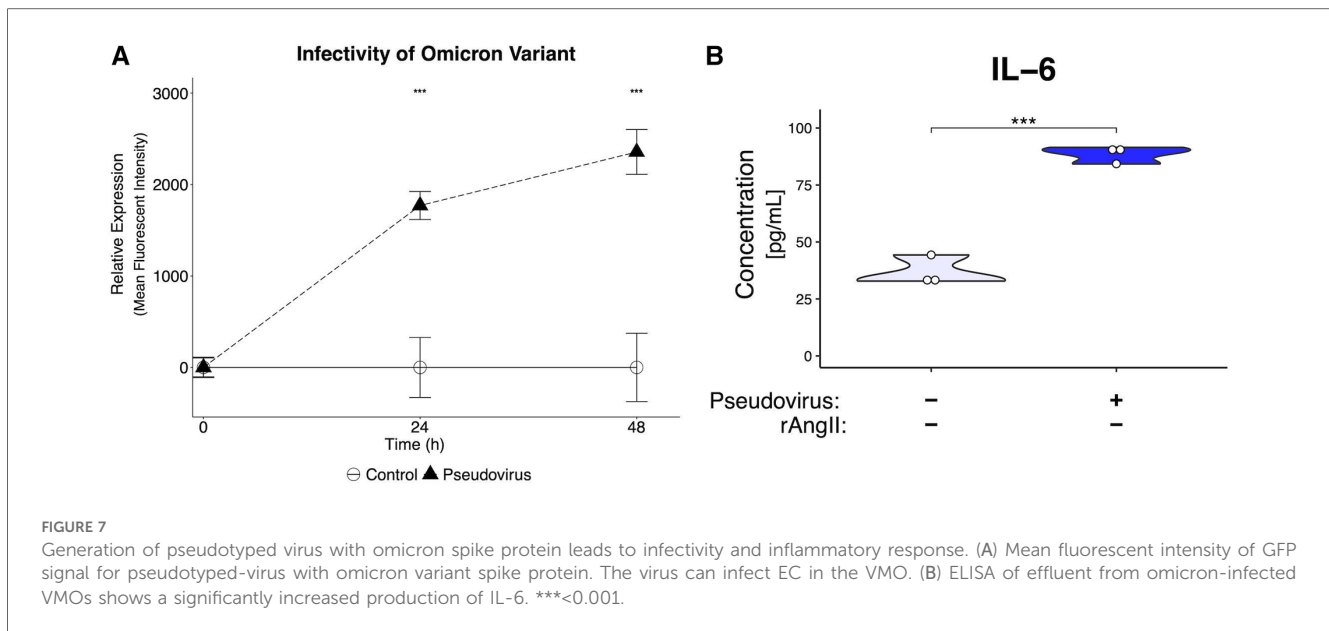 A
Infectivity of Omicron Variant
Relative Expression
(Mean Fluorescent Intensity)
3000
2000
1000
0
***
***
0
24
48
Time (h)
Control Pseudovirus
B
IL–6
Concentration
[pg/mL]
100
75
50
25
0
***
Pseudovirus: – +
rAngII: – –
FIGURE 7
Generation of pseudotyped virus with omicron spike protein leads to infectivity and inflammatory response. (A) Mean fluorescent intensity of GFP
signal for pseudotyped-virus with omicron variant spike protein. The virus can infect EC in the VMO. (B) ELISA of effluent from omicron-infected
VMOs shows a significantly increased production of IL-6. ***<0.001.